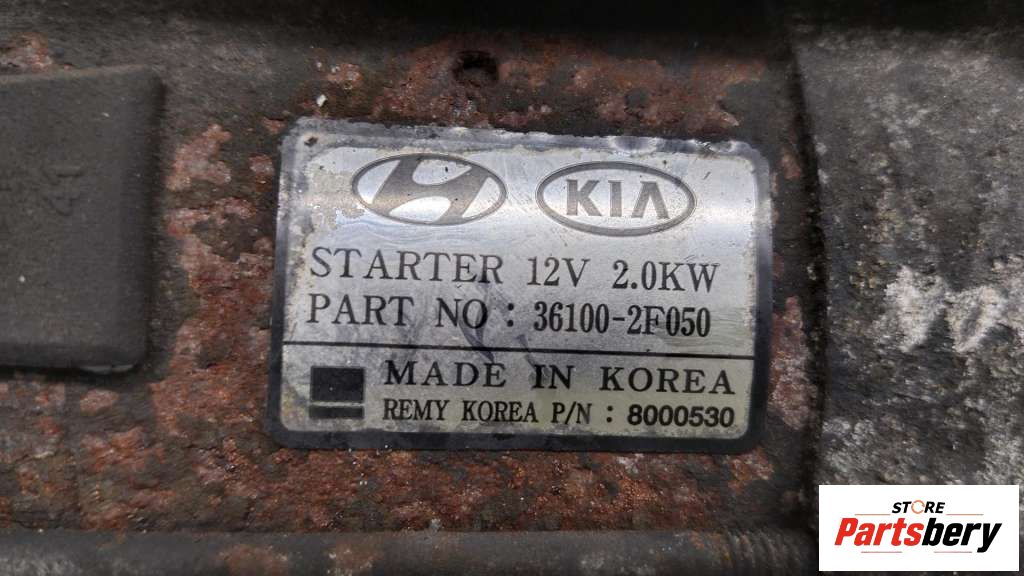 KIA
STARTER 12V 2.0KW
PART NO : 36100-2F050
MADE IN KOREA
REMY KOREA P/N : 8000530
STORE
Partsbery